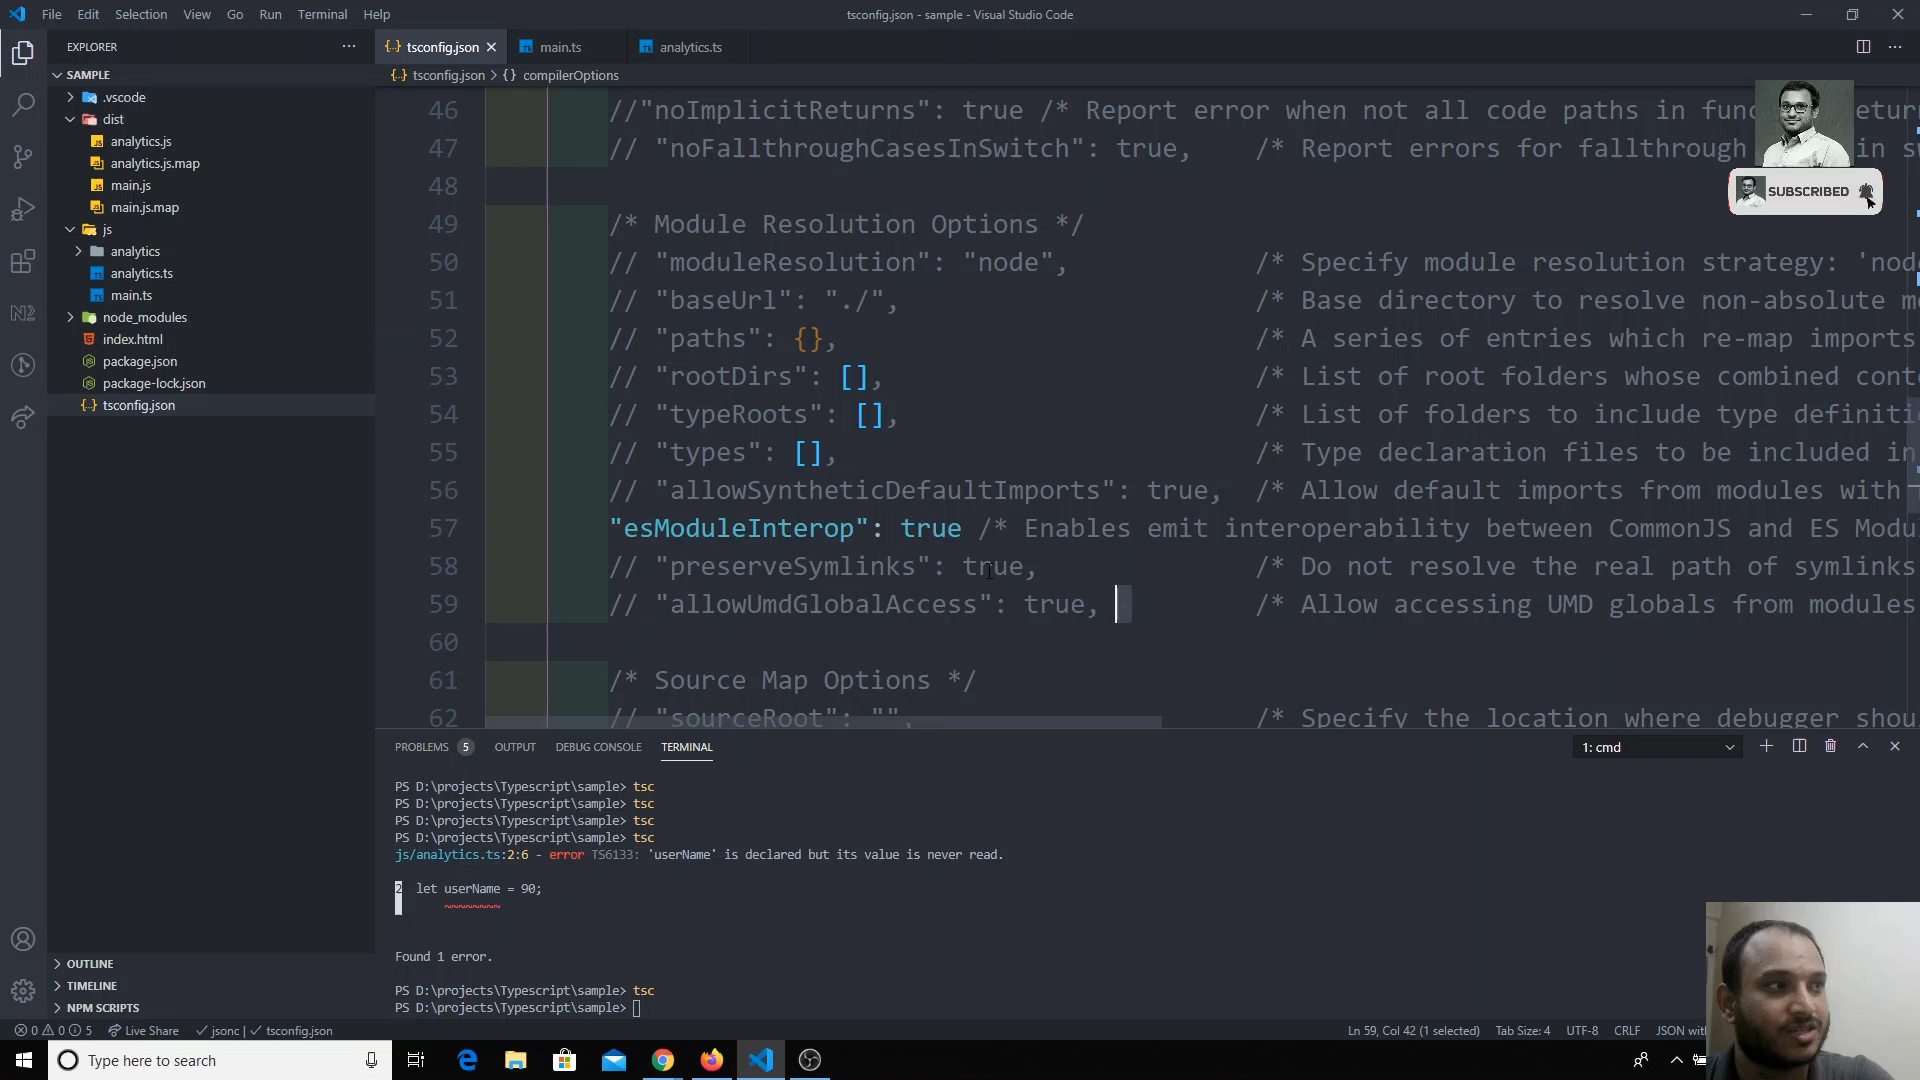 File Edit Selection View Go Run Terminal Help
tsconfig.json - sample - Visual Studio Code
EXPLORER
SAMPLE
.vscode
dist
analytics.js
analytics.js.map
main.js
main.js.map
js
analytics
analytics.ts
main.ts
node_modules
index.html
package.json
package-lock.json
tsconfig.json
OUTLINE
TIMELINE
NPM SCRIPTS
tsconfig.json main.ts analytics.ts
tsconfig.json > {} compilerOptions
46 //"noImplicitReturns": true /* Report error when not all code paths in
47 // "noFallthroughCasesInSwitch": true, /* Report errors for fallthrough in
48
49 /* Module Resolution Options */
50 // "moduleResolution": "node", /* Specify module resolution strategy:
51 // "baseUrl": "./", /* Base directory to resolve non-absolute
52 // "paths": {}, /* A series of entries which re-map imports
53 // "rootDirs": [], /* List of root folders whose combined
54 // "typeRoots": [], /* List of folders to include type
55 // "types": [], /* Type declaration files to be included in
56 // "allowSyntheticDefaultImports": true, /* Allow default imports from modules with
57 "esModuleInterop": true /* Enables emit interoperability between CommonJS and ES
58 // "preserveSymlinks": true, /* Do not resolve the real path of symlinks
59 // "allowUmdGlobalAccess": true, /* Allow accessing UMD globals from modules
60
61 /* Source Map Options */
62 // "sourceRoot": "", /* Specify the location where debugger
SUBSCRIBED
PROBLEMS 5 OUTPUT DEBUG CONSOLE TERMINAL
1: cmd
PS D:\projects\Typescript\sample> tsc
PS D:\projects\Typescript\sample> tsc
PS D:\projects\Typescript\sample> tsc
PS D:\projects\Typescript\sample> tsc
js/analytics.ts:2:6 - error TS6133: 'userName' is declared but its value is never read.
2 let userName = 90;
~~~~~~~~
Found 1 error.
PS D:\projects\Typescript\sample> tsc
PS D:\projects\Typescript\sample>
0 0 5 Live Share jsonc | tsconfig.json
Ln 59, Col 42 (1 selected) Tab Size: 4 UTF-8 CRLF JSON
Type here to search